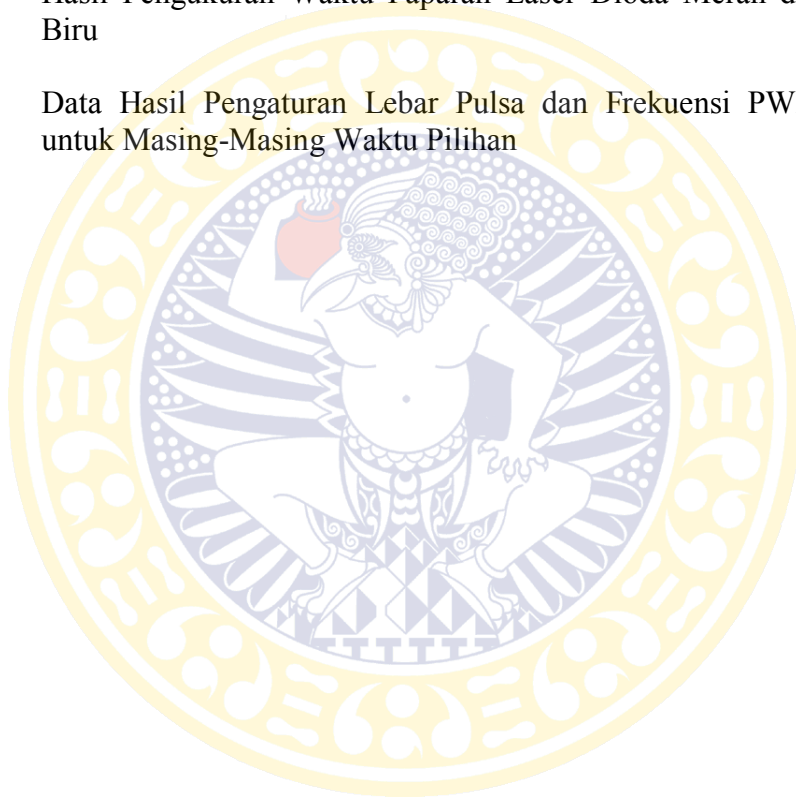 Hasil Pengukuran Waktu Paparan Laser Dioda Merah d
Biru
Data Hasil Pengaturan Lebar Pulsa dan Frekuensi PW
untuk Masing-Masing Waktu Pilihan